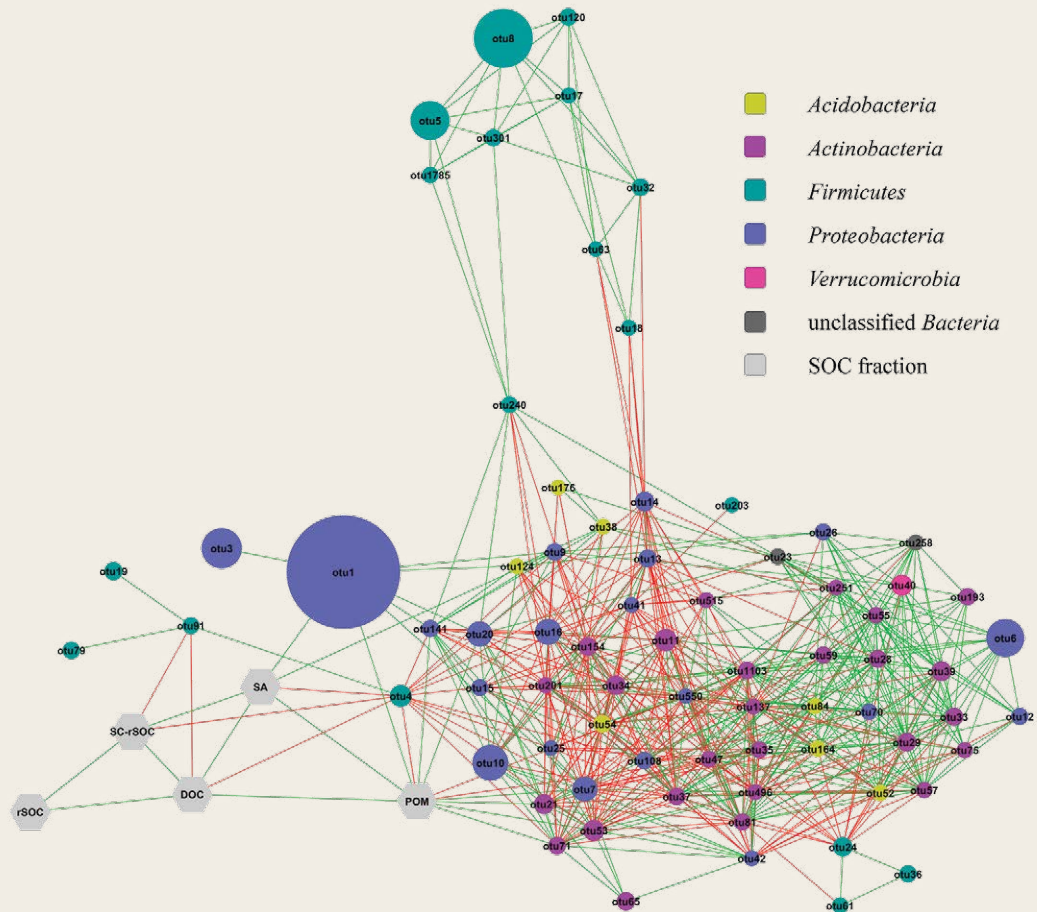 otu120
otu8
otu17
otu5
otu301
otu1785
otu32
otu63
otu18
otu240
Acidobacteria
Actinobacteria
Firmicutes
Proteobacteria
Verrucomicrobia
unclassified Bacteria
SOC fraction
otu175
otu14
otu203
otu38
otu26
otu258
otu3
otu9
otu13
otu23
otu1
otu124
otu19
otu251
otu40
otu193
otu41
otu515
otu55
otu91
otu141
otu20
otu16
otu11
otu6
otu79
otu154
otu59
otu28
otu39
otu1103
SA
otu4
otu15
otu201
otu34
otu550
otu137
otu84
otu70
otu33
otu12
SC-rSOC
otu54
otu25
otu35
otu164
otu29
otu75
otu10
otu108
otu47
DOC
POM
otu7
otu37
otu496
otu52
otu57
rSOC
otu21
otu53
otu81
otu71
otu42
otu24
otu36
otu65
otu61